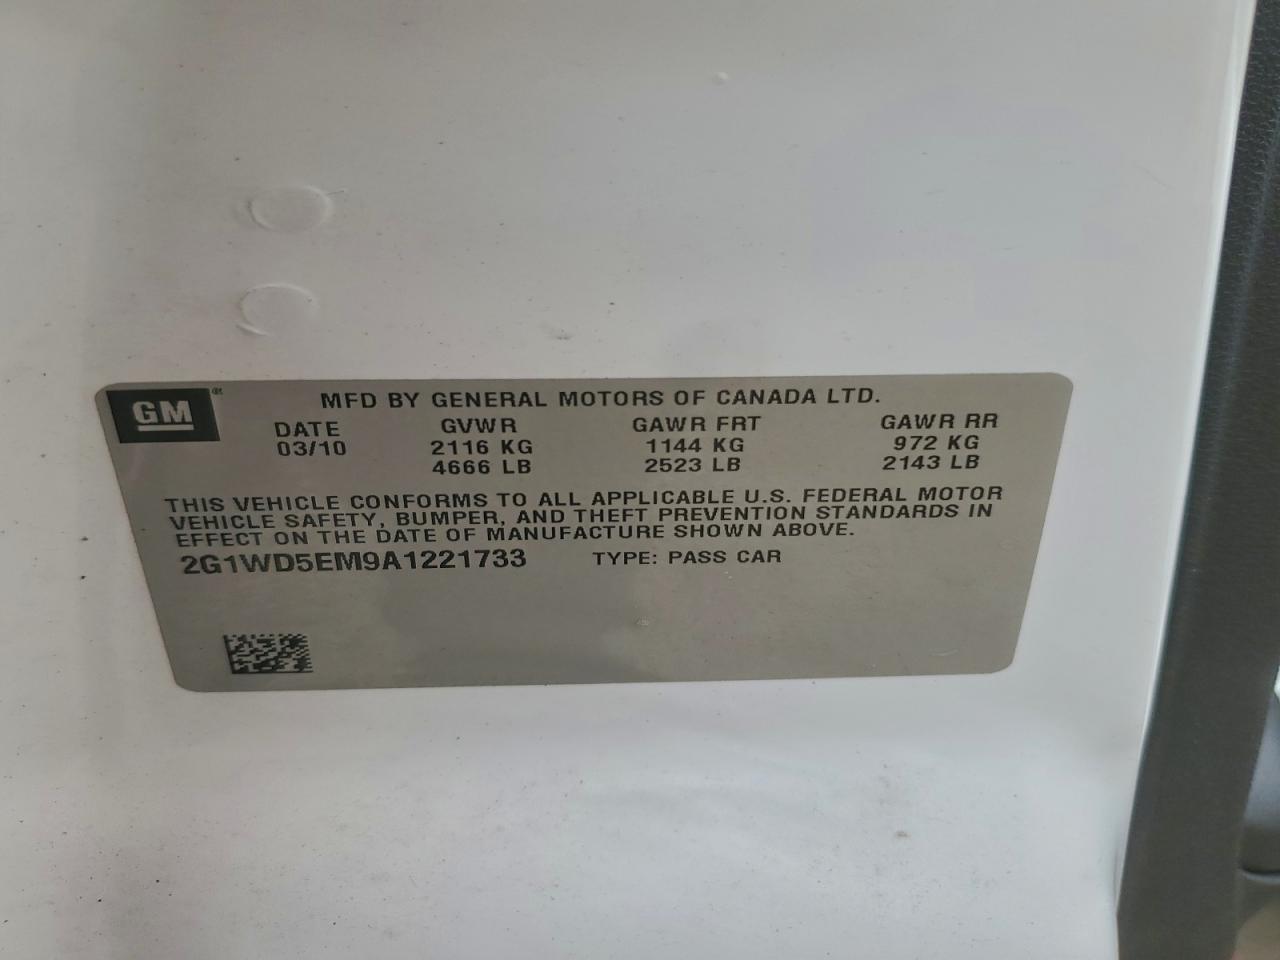 GM
MFD BY GENERAL MOTORS OF CANADA LTD.
DATE GVWR GAWR FRT GAWR RR
03/10 2116 KG 1144 KG 972 KG
4666 LB 2523 LB 2143 LB
THIS VEHICLE CONFORMS TO ALL APPLICABLE U.S. FEDERAL MOTOR
VEHICLE SAFETY, BUMPER, AND THEFT PREVENTION STANDARDS IN
EFFECT ON THE DATE OF MANUFACTURE SHOWN ABOVE.
2G1WD5EM9A1221733 TYPE: PASS CAR